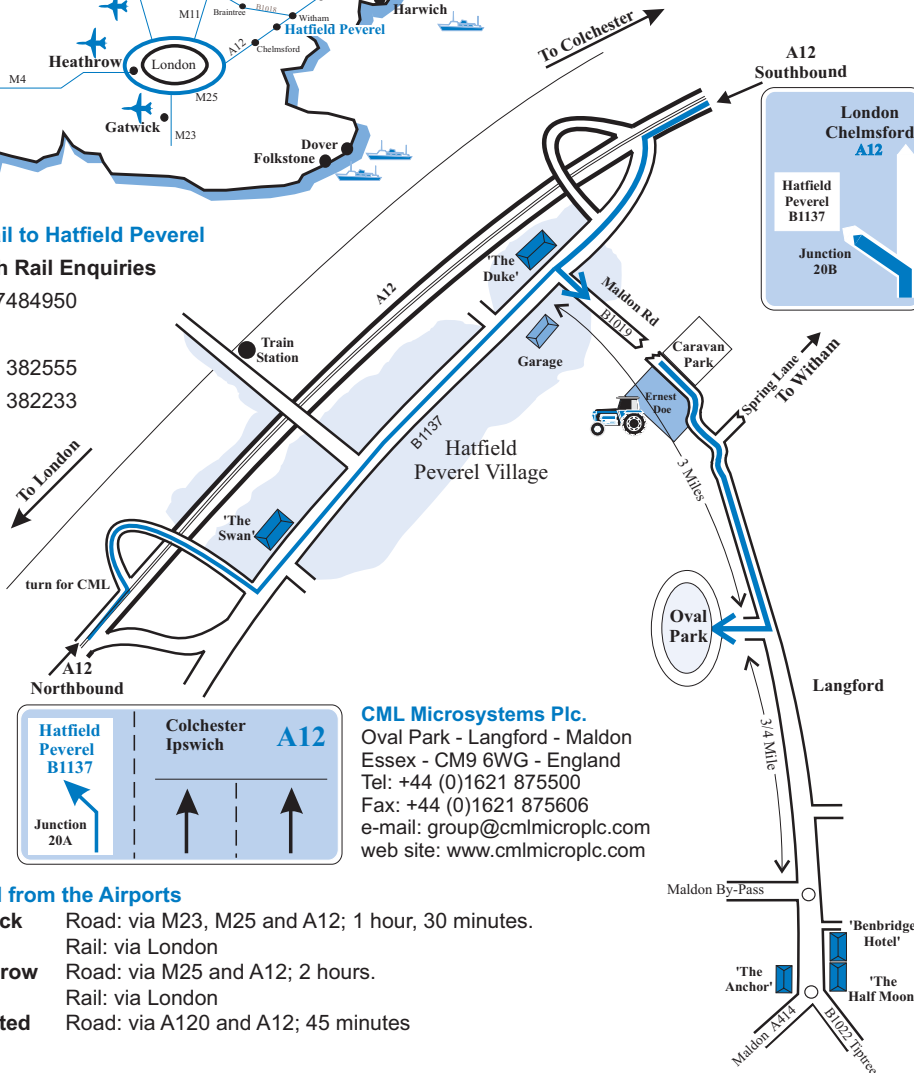 M11
Braintree
B1018
Witham
Hatfield Peverel
Harwich
A12
Chelmsford
Heathrow
London
M4
M25
Gatwick
M23
Dover
Folkstone
To Colchester
A12
Southbound
London
Chelmsford
A12
Hatfield
Peverel
B1137
Junction
20B
il to Hatfield Peverel
h Rail Enquiries
7484950
382555
382233
'The
Duke'
A12
Maldon Rd
B1019
Train
Station
Garage
Caravan
Park
Ernest
Doe
Spring Lane
To Witham
B1137
Hatfield
Peverel Village
3 Miles
To London
'The
Swan'
turn for CML
Oval
Park
A12
Northbound
Langford
Hatfield
Peverel
B1137
Junction
20A
Colchester
Ipswich
A12
CML Microsystems Plc.
Oval Park - Langford - Maldon
Essex - CM9 6WG - England
Tel: +44 (0)1621 875500
Fax: +44 (0)1621 875606
e-mail: group@cmlmicroplc.com
web site: www.cmlmicroplc.com
3/4 Mile
Maldon By-Pass
'Benbridge
Hotel'
'The
Anchor'
'The
Half Moon
Maldon A414
B1022 Tiptree
from the Airports
ck Road: via M23, M25 and A12; 1 hour, 30 minutes.
Rail: via London
row Road: via M25 and A12; 2 hours.
Rail: via London
ted Road: via A120 and A12; 45 minutes